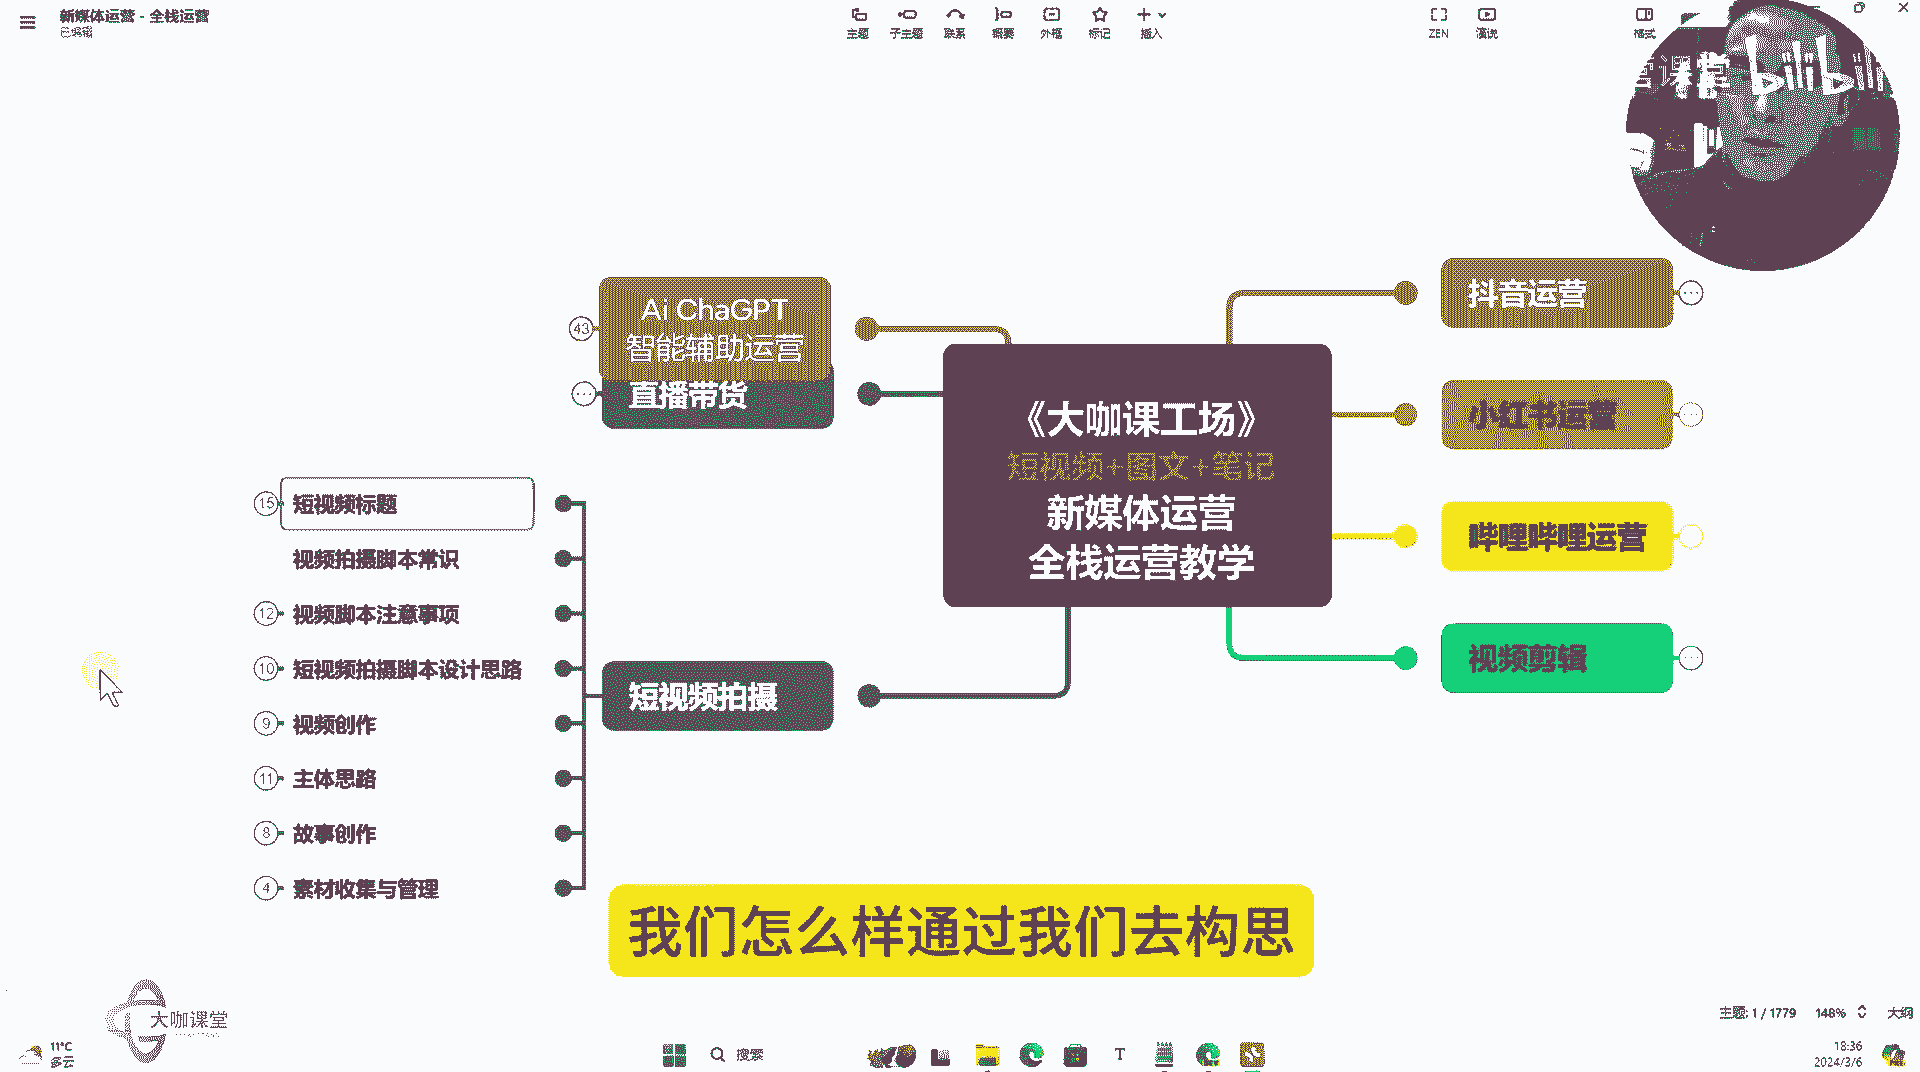 新媒体运营 - 全栈运营
已编辑
主题
子主题
联系
概要
外框
标记
插入
ZEN
演说
格式
课堂 bilibili
Ai ChaGPT
智能辅助运营
43
直播带货
《大咖课工场》
短视频+图文+笔记
新媒体运营
全栈运营教学
抖音运营
小红书运营
哔哩哔哩运营
视频剪辑
15 短视频标题
视频拍摄脚本常识
12 视频脚本注意事项
10 短视频拍摄脚本设计思路
9 视频创作
11 主体思路
8 故事创作
4 素材收集与管理
短视频拍摄
我们怎么样通过我们去构思
大咖课堂
主题: 1 / 1779
148%
大纲
11°C
多云
搜索
18:36
2024/3/6